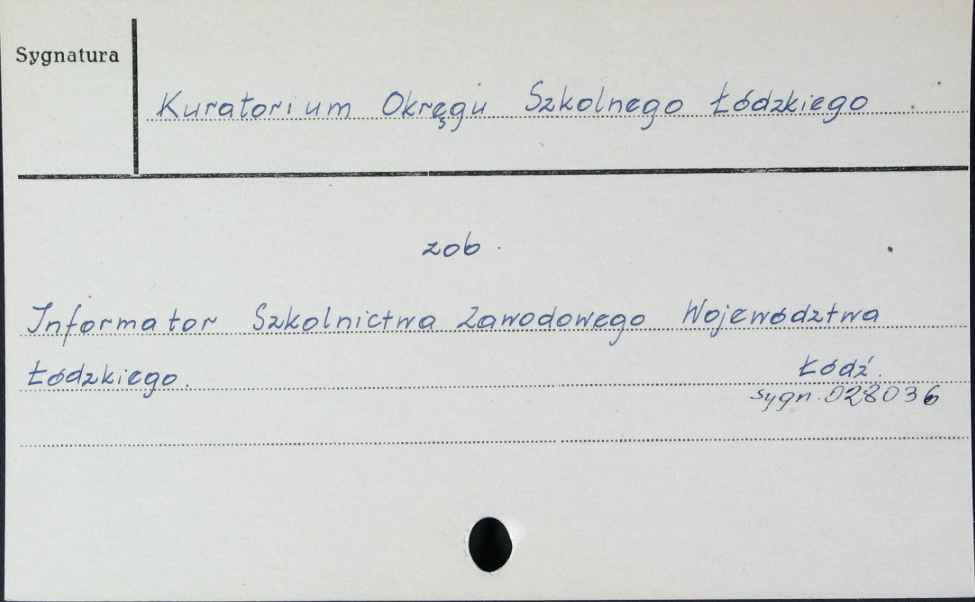 Sygnatura
Kuratorium Okręgu Szkolnego Łódzkiego
zob.
Informator Szkolnictwa Zawodowego Województwa
Łódzkiego. Łódź.
sygn. 028036